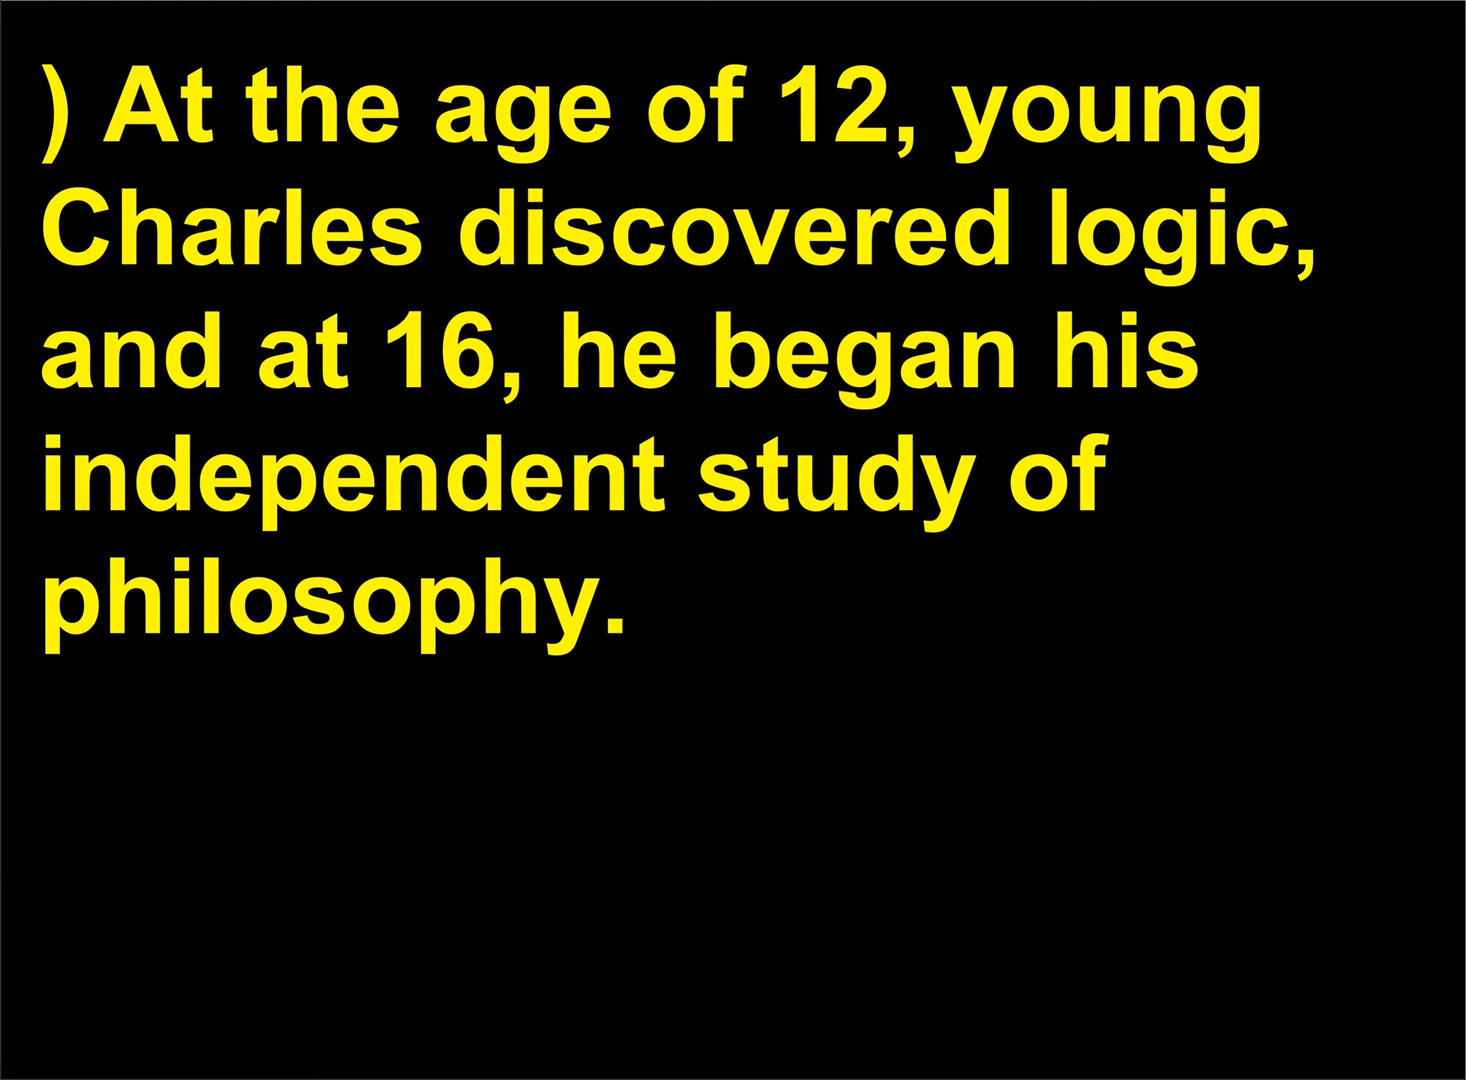 ) At the age of 12, young
Charles discovered logic,
and at 16, he began his
independent study of
philosophy.